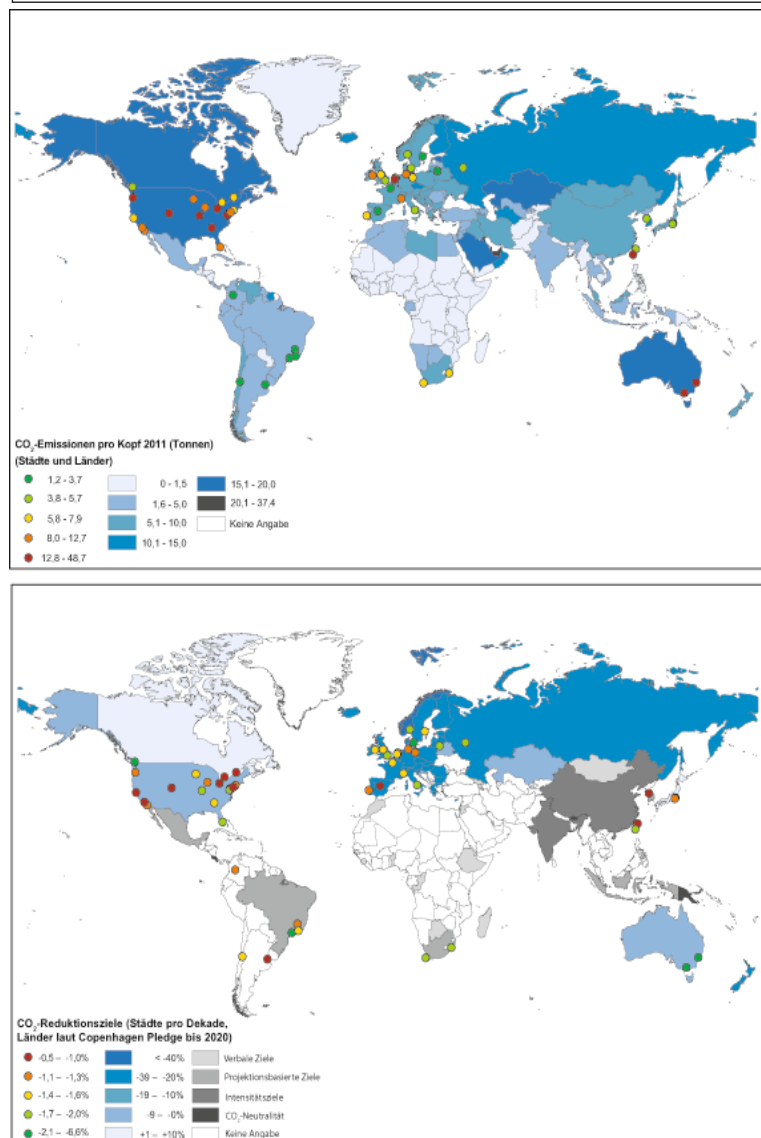 CO₂-Emissionen pro Kopf 2011 (Tonnen)
(Städte und Länder)
1,2 - 3,7
0 - 1,5
15,1 - 20,0
3,8 - 5,7
1,6 - 5,0
20,1 - 37,4
5,8 - 7,9
5,1 - 10,0
Keine Angabe
8,0 - 12,7
10,1 - 15,0
12,8 - 48,7
CO₂-Reduktionsziele (Städte pro Dekade,
Länder laut Copenhagen Pledge bis 2020)
-0,5 – -1,0%
< -40%
Verbale Ziele
-1,1 – -1,3%
-39 – -20%
Projektionsbasierte Ziele
-1,4 – -1,6%
-19 – -10%
Intensitätsziele
-1,7 – -2,0%
-9 – -0%
CO₂-Neutralität
-2,1 – -6,6%
+1 – +10%
Keine Angabe